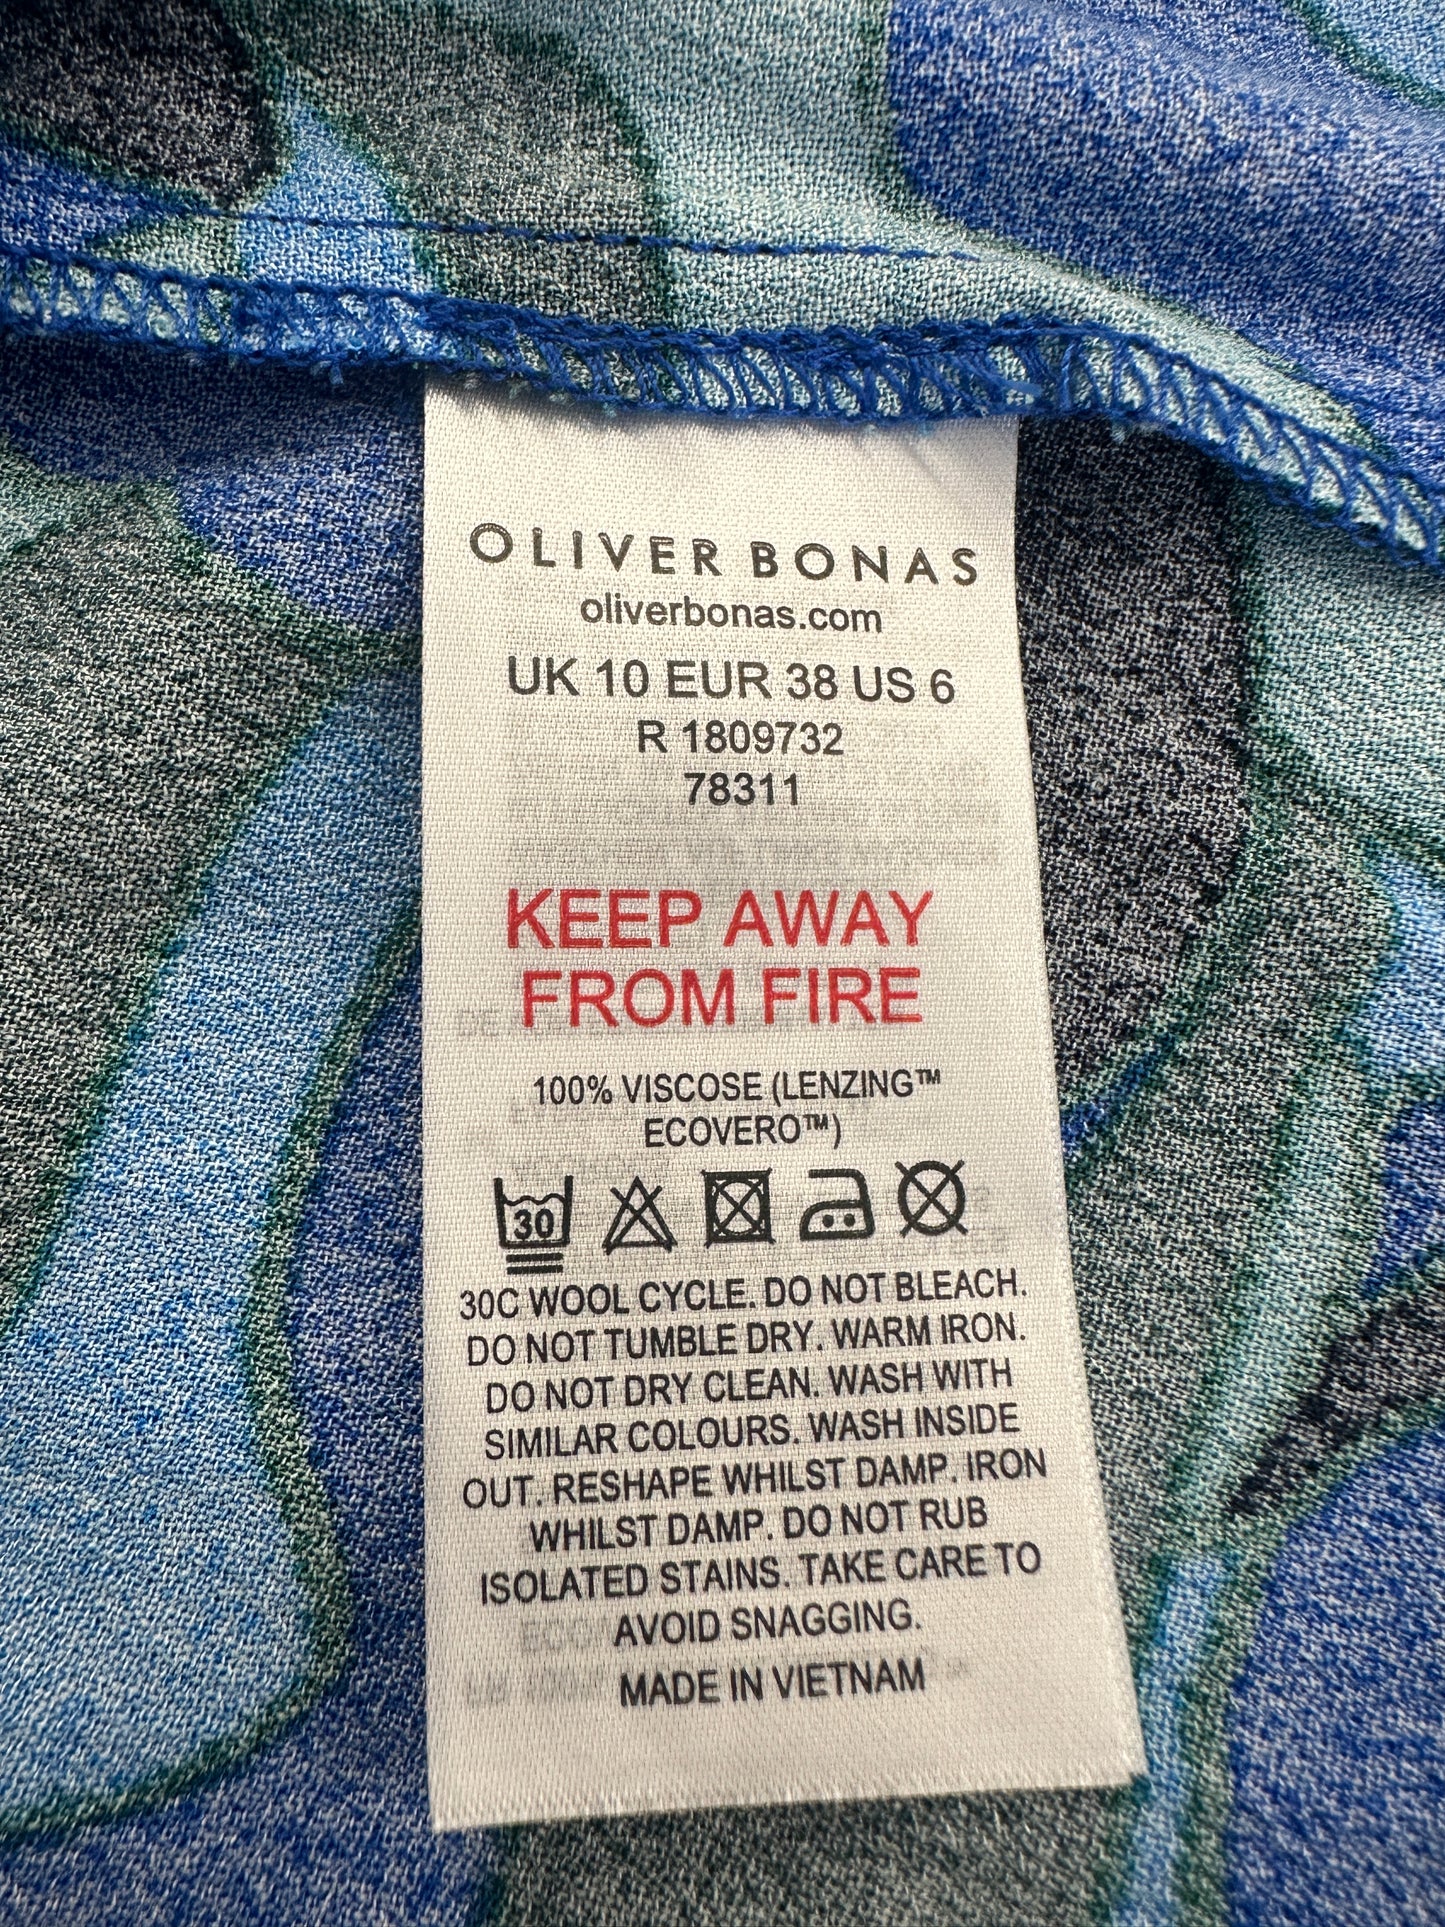 OLIVER BONAS
oliverbonas.com
UK 10 EUR 38 US 6
R 1809732
78311
KEEP AWAY
FROM FIRE
100% VISCOSE (LENZING™
ECOVERO™)
30
30C WOOL CYCLE. DO NOT BLEACH.
DO NOT TUMBLE DRY. WARM IRON.
DO NOT DRY CLEAN. WASH WITH
SIMILAR COLOURS. WASH INSIDE
OUT. RESHAPE WHILST DAMP. IRON
WHILST DAMP. DO NOT RUB
ISOLATED STAINS. TAKE CARE TO
AVOID SNAGGING.
MADE IN VIETNAM